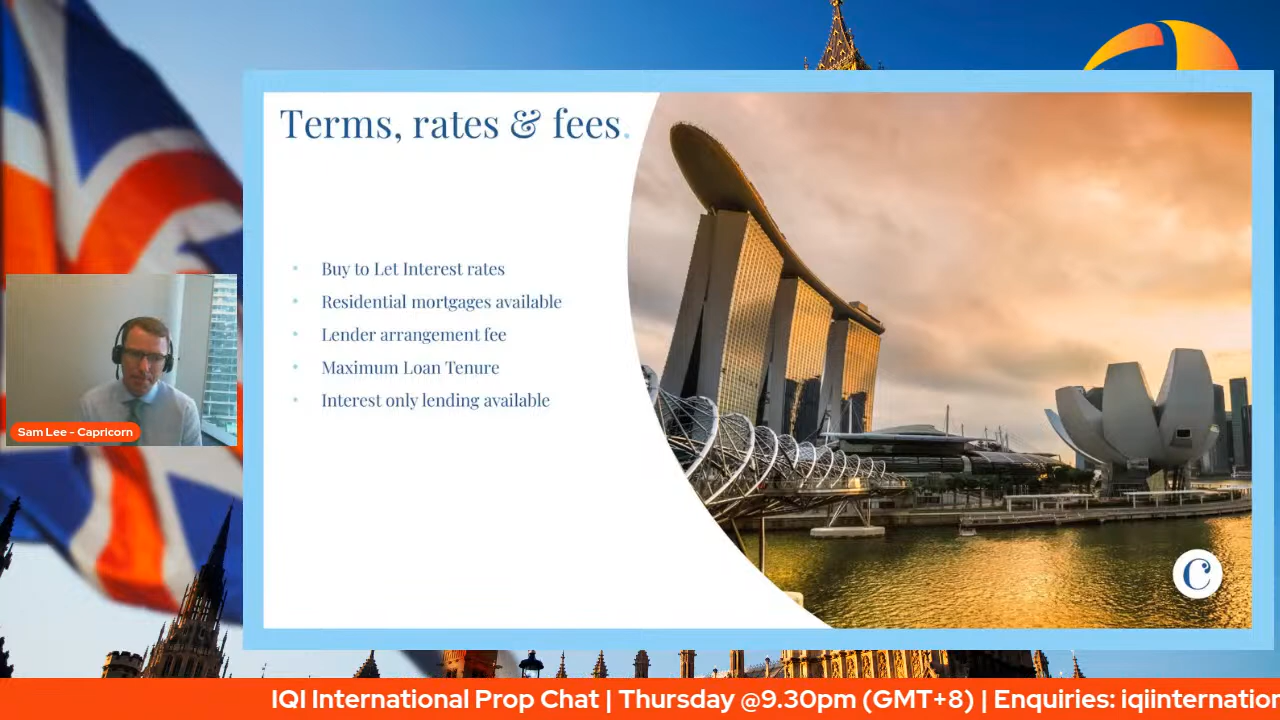 Terms, rates & fees.
Buy to Let Interest rates
Residential mortgages available
Lender arrangement fee
Maximum Loan Tenure
Interest only lending available
Sam Lee - Capricorn
C
IQI International Prop Chat | Thursday @9.30pm (GMT+8) | Enquiries: iqiinternation